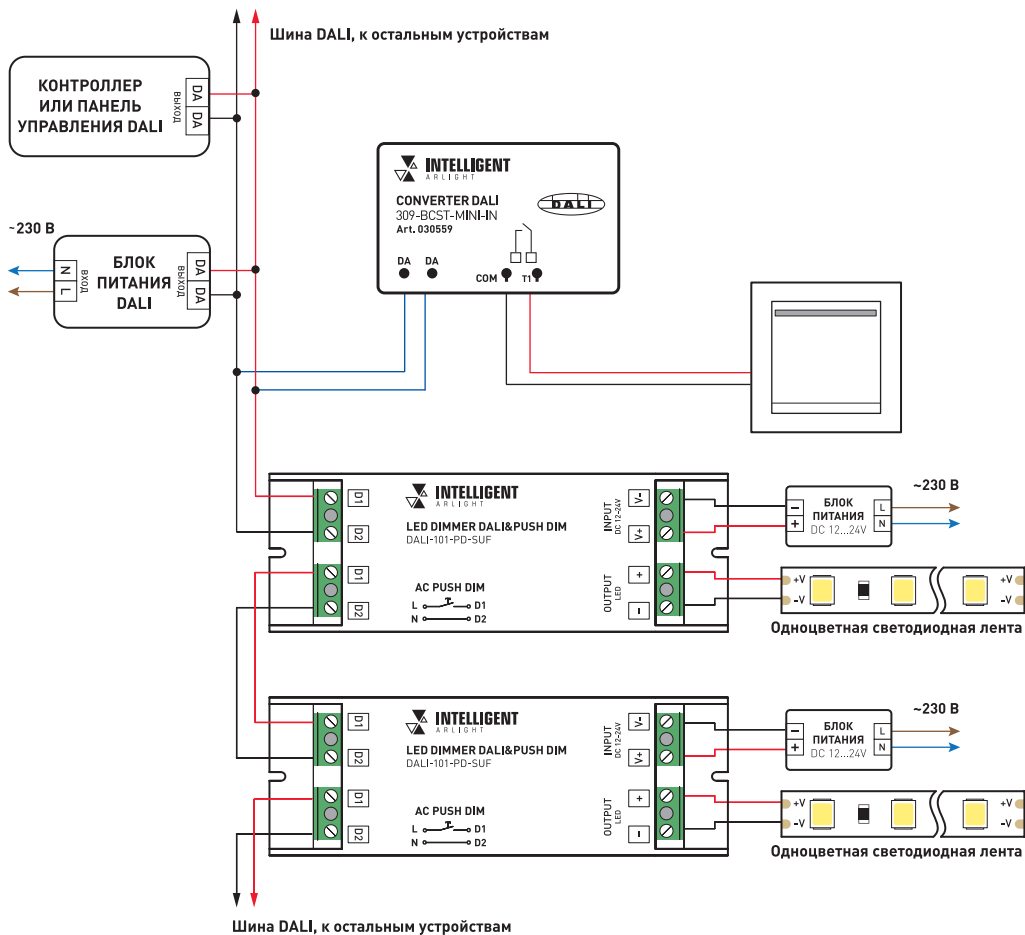 Шина DALI, к остальным устройствам
КОНТРОЛЛЕР
ИЛИ ПАНЕЛЬ
УПРАВЛЕНИЯ DALI
ВЫХОД
DA
DA
~230 В
N
L
ВХОД
БЛОК
ПИТАНИЯ
DALI
ВЫХОД
DA
DA
INTELLIGENT
ARLIGHT
CONVERTER DALI
309-BCST-MINI-IN
Art. 030559
DALI
DA
DA
COM
T1
D1
D2
D1
D2
INTELLIGENT
ARLIGHT
LED DIMMER DALI&PUSH DIM
DALI-101-PD-SUF
AC PUSH DIM
L
D1
N
D2
INPUT
DC 12-24V
V-
V+
OUTPUT
LED
+
–
~230 В
–
+
БЛОК
ПИТАНИЯ
DC 12...24V
L
N
+V
-V
+V
-V
Одноцветная светодиодная лента
D1
D2
D1
D2
INTELLIGENT
ARLIGHT
LED DIMMER DALI&PUSH DIM
DALI-101-PD-SUF
AC PUSH DIM
L
D1
N
D2
INPUT
DC 12-24V
V-
V+
OUTPUT
LED
+
–
~230 В
–
+
БЛОК
ПИТАНИЯ
DC 12...24V
L
N
+V
-V
+V
-V
Одноцветная светодиодная лента
Шина DALI, к остальным устройствам